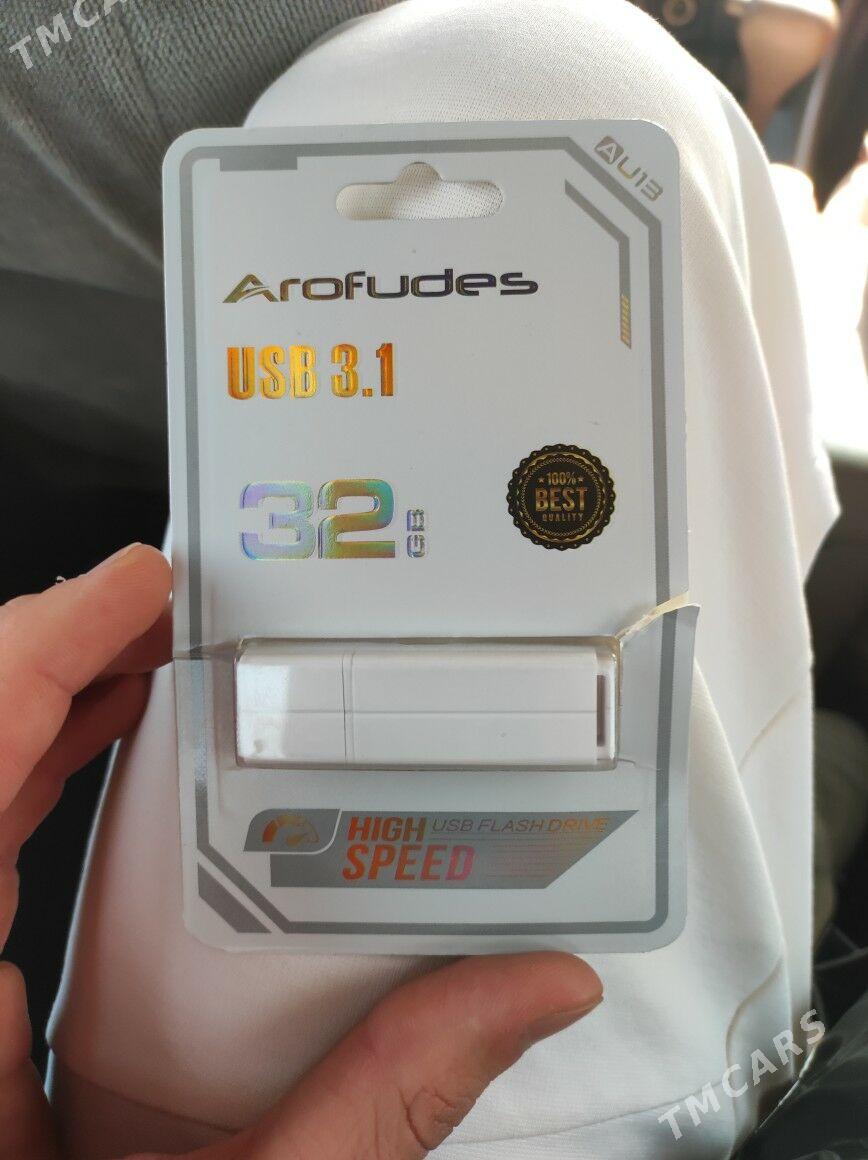 TMCARS
AU13
Arofudes
USB 3.1
32 GB
100%
BEST
QUALITY
HIGH USB FLASH DRIVE
SPEED
TMCARS